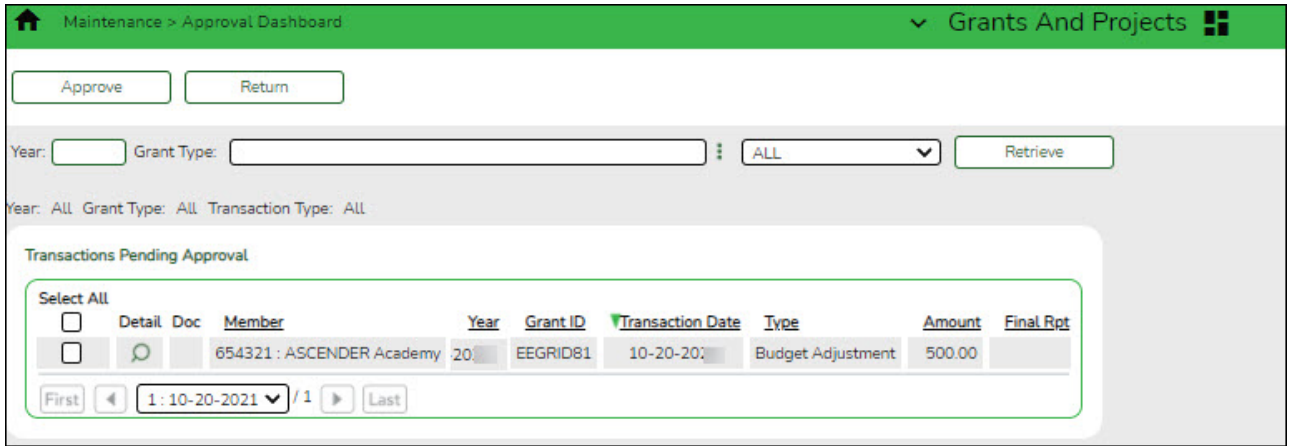 Maintenance > Approval Dashboard Grants And Projects
Approve Return
Year: Grant Type: ALL Retrieve
Year: All Grant Type: All Transaction Type: All
Transactions Pending Approval
Select All
Detail Doc Member Year Grant ID Transaction Date Type Amount Final Rpt
654321 : ASCENDER Academy EEGRID81 Budget Adjustment 500.00
First 1 : 10-20-2021 / 1 Last